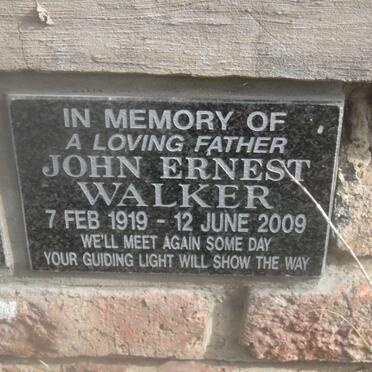 IN MEMORY OF
A LOVING FATHER
JOHN ERNEST
WALKER
7 FEB 1919 - 12 JUNE 2009
WE'LL MEET AGAIN SOME DAY
YOUR GUIDING LIGHT WILL SHOW THE WAY